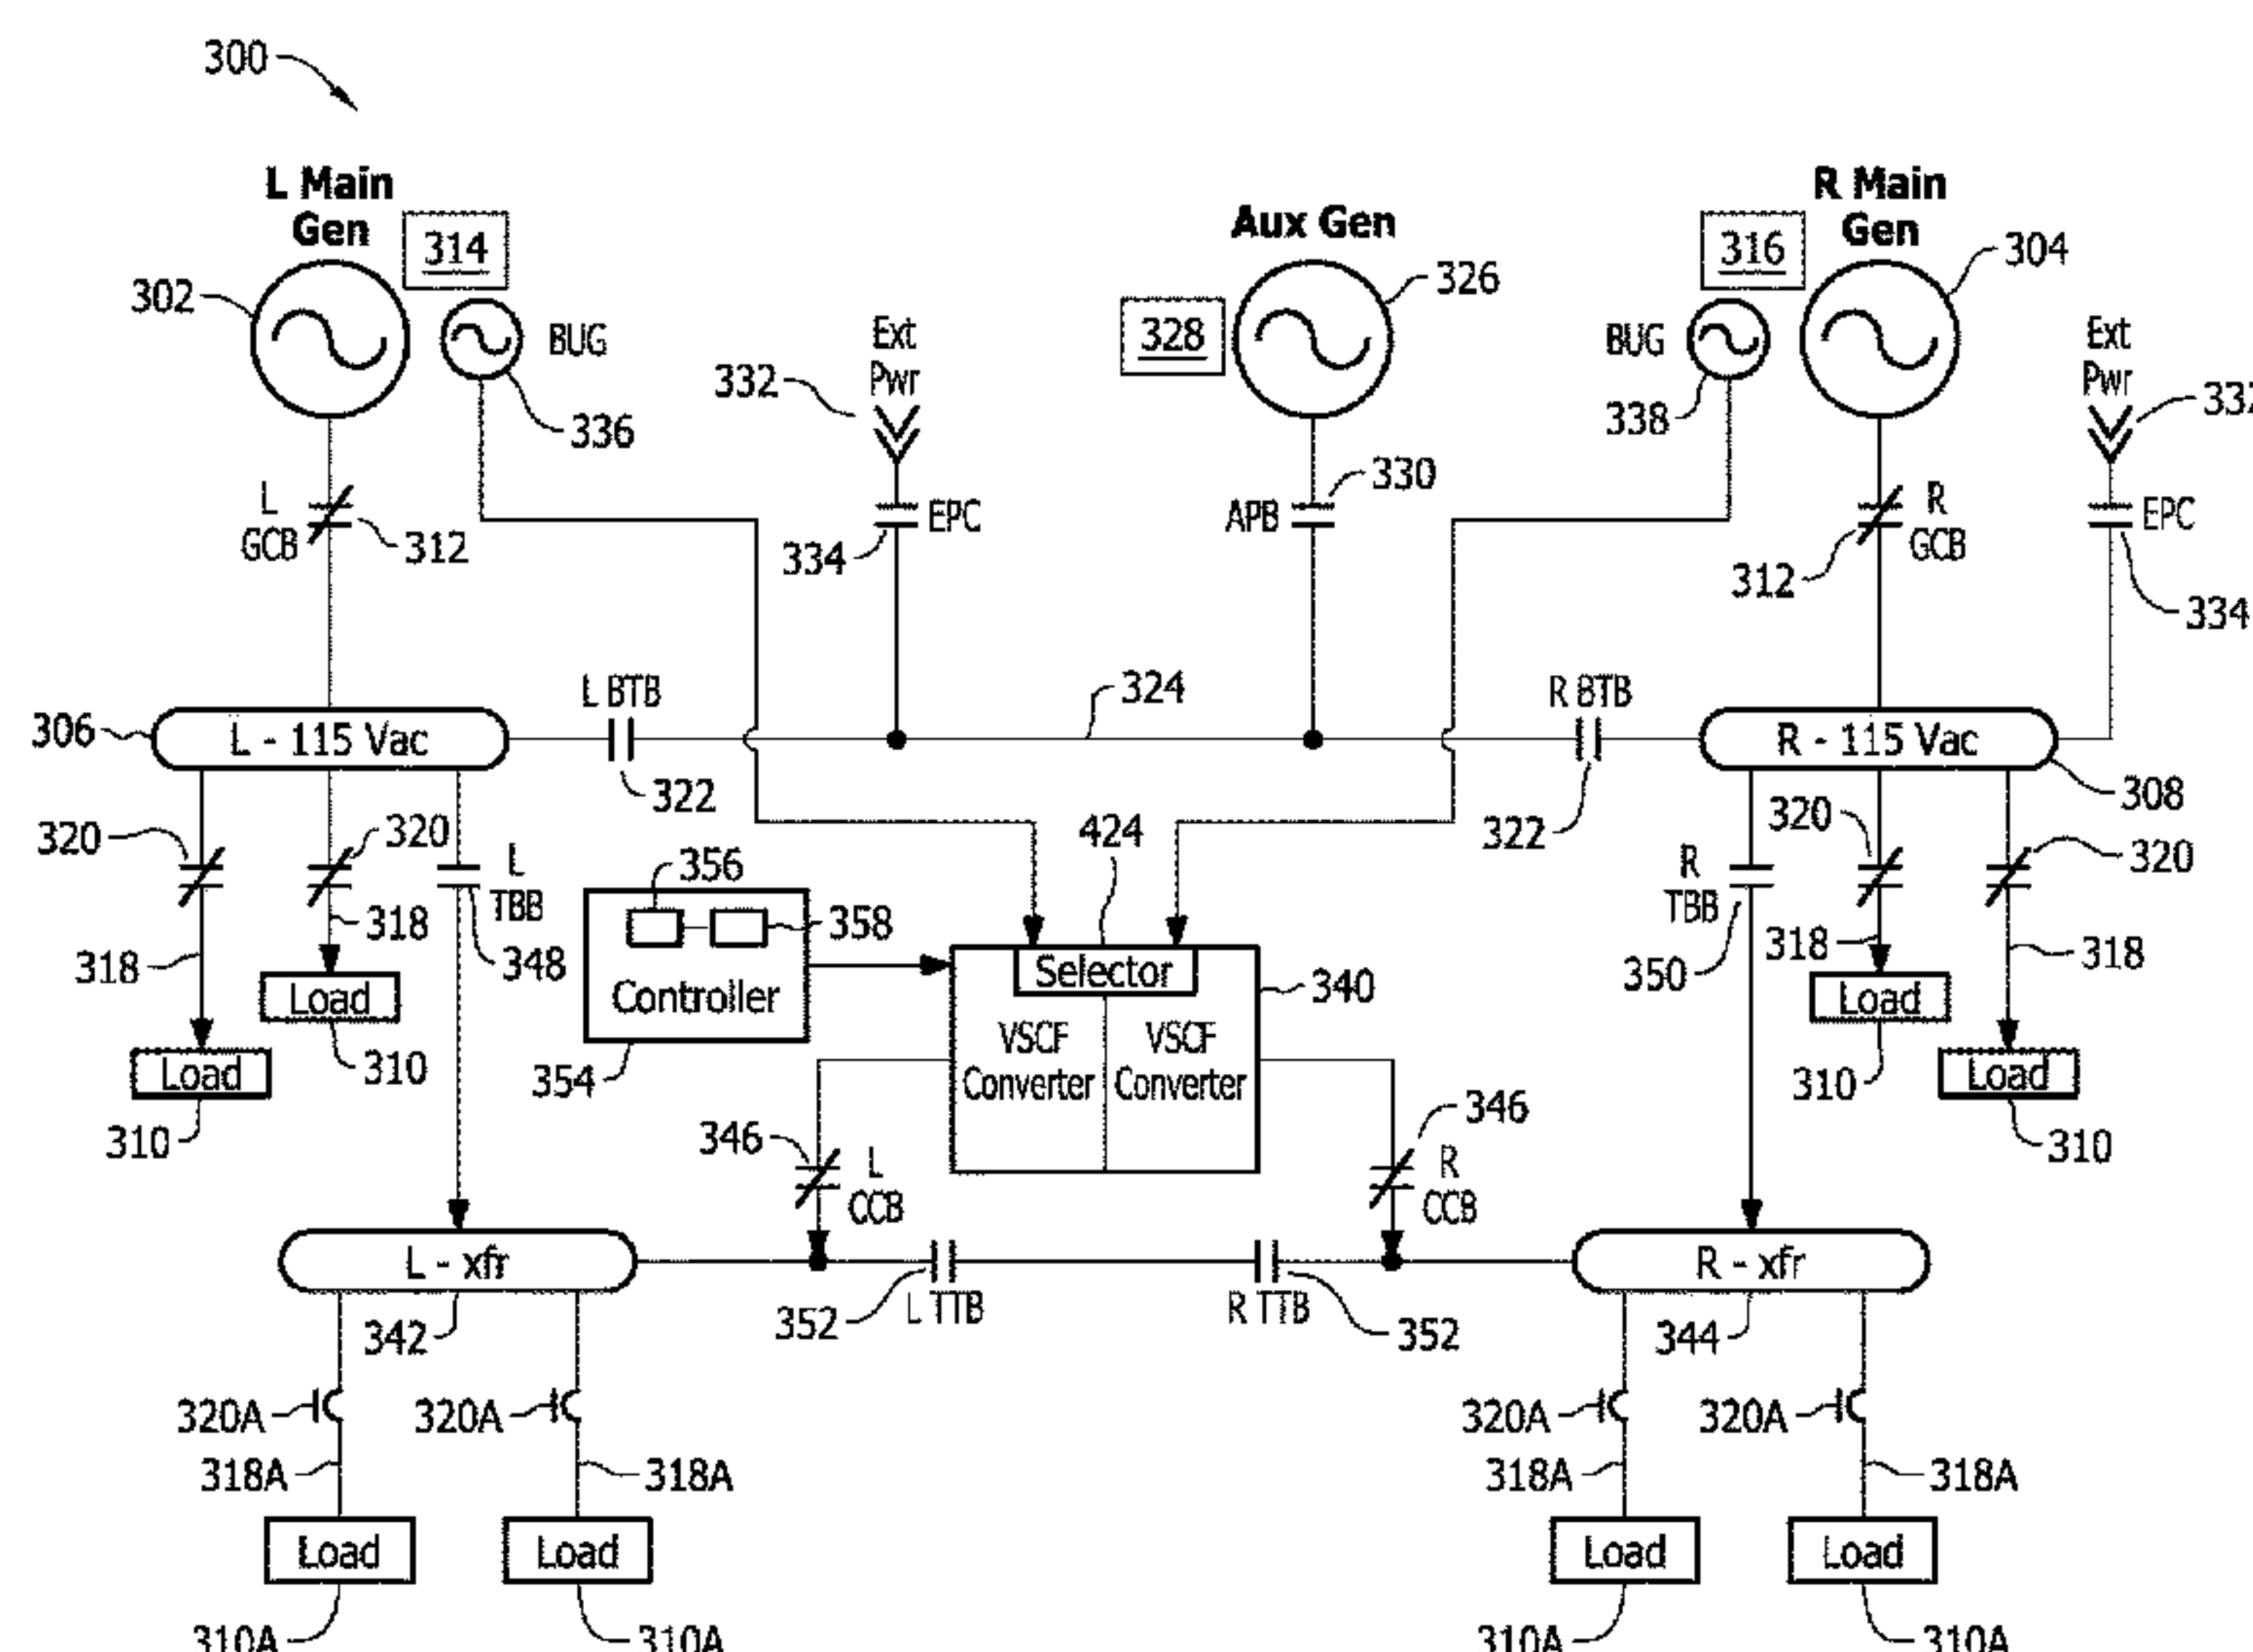 300
L Main
Gen
314
302
BUG
336
L
GCB
312
Ext
Pwr
332
EPC
334
Aux Gen
326
328
330
APB
R Main
Gen
316
304
BUG
338
R
GCB
312
Ext
Pwr
EPC
334
L BTB
324
R BTB
306
L - 115 Vac
R - 115 Vac
322
308
322
320
320
L
TBB
318
318
348
Load
310
Load
310
356
358
Controller
354
424
Selector
340
VSCF
Converter
VSCF
Converter
R
TBB
350
320
320
318
318
Load
310
Load
310
346
L
CCB
346
R
CCB
L - xfr
R - xfr
342
352
L TTB
R TTB
352
344
320A
320A
320A
320A
318A
318A
318A
318A
Load
Load
Load
Load
310A
310A
310A
310A